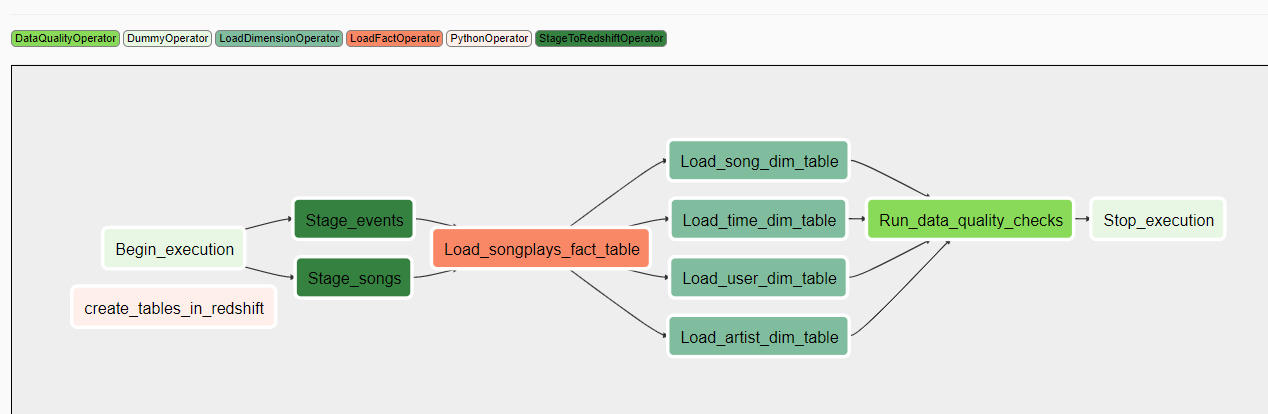 DataQualityOperator DummyOperator LoadDimensionOperator LoadFactOperator PythonOperator StageToRedshiftOperator
Begin_execution
create_tables_in_redshift
Stage_events
Stage_songs
Load_songplays_fact_table
Load_song_dim_table
Load_time_dim_table
Load_user_dim_table
Load_artist_dim_table
Run_data_quality_checks
Stop_execution